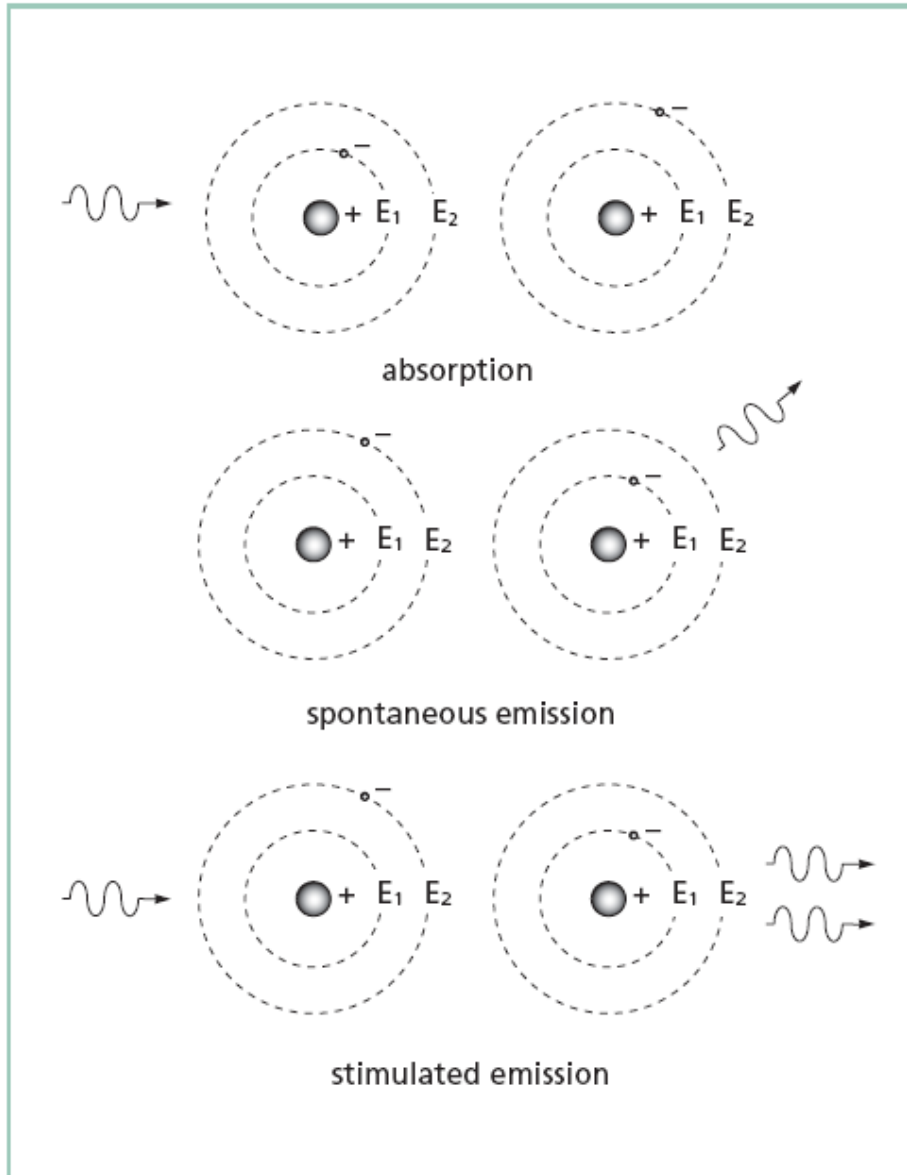 − −
+ E₁ E₂ + E₁ E₂
absorption
− −
+ E₁ E₂ + E₁ E₂
spontaneous emission
− −
+ E₁ E₂ + E₁ E₂
stimulated emission